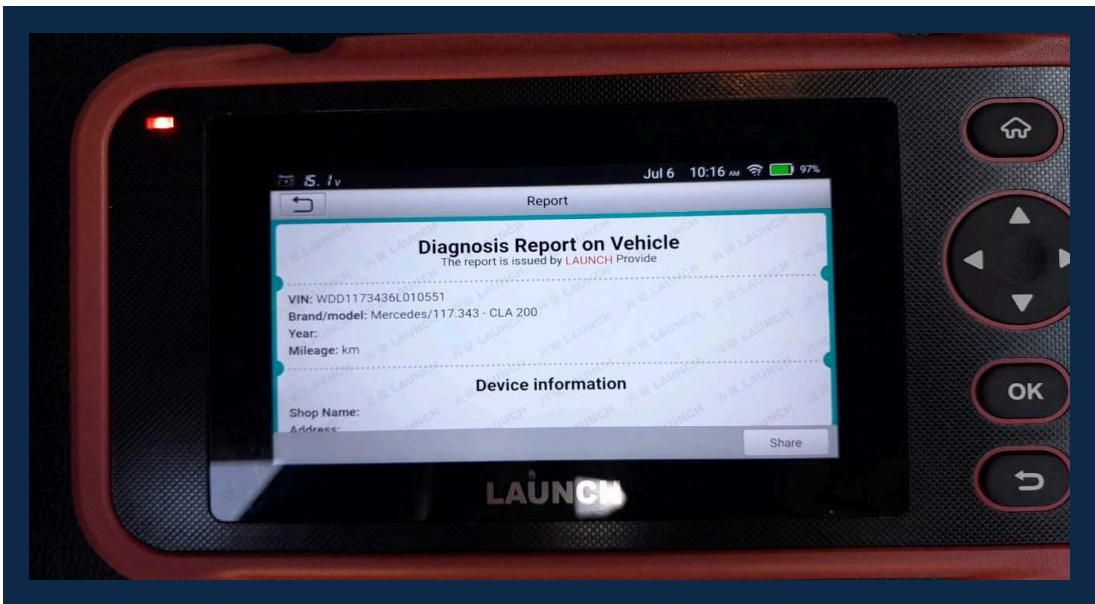 15.1v Jul 6 10:16 AM 97%
Report
Diagnosis Report on Vehicle
The report is issued by LAUNCH Provide
VIN: WDD1173436L010551
Brand/model: Mercedes/117.343 - CLA 200
Year:
Mileage: km
Device information
Shop Name:
Address:
Share
OK
LAUNCH